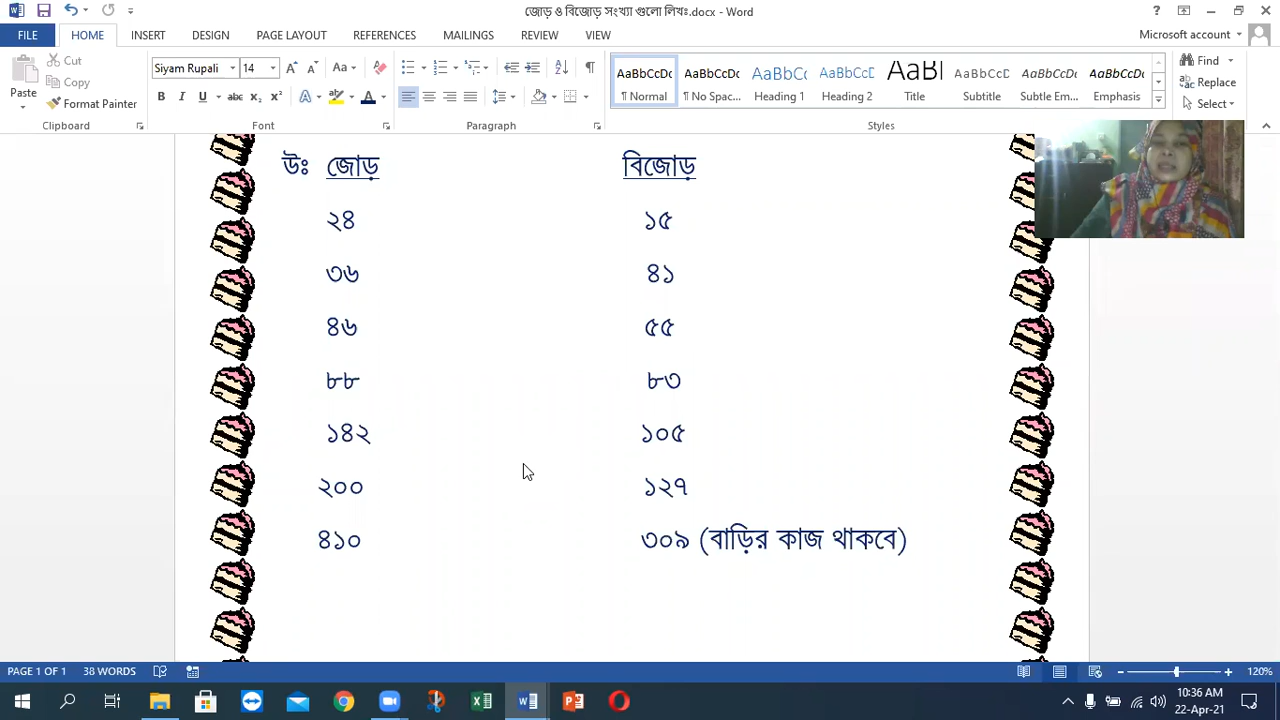 জোড় ও বিজোড় সংখ্যা গুলো লিখঃ.docx - Word
FILE HOME INSERT DESIGN PAGE LAYOUT REFERENCES MAILINGS REVIEW VIEW Microsoft account
Paste Cut Copy Format Painter
Siyam Rupali 14
AaBbCcDc AaBbCcDc AaBbCc AaBbCcC AaBl AaBbCcDc AaBbCcDc AaBbCcDc
¶ Normal ¶ No Spac... Heading 1 Heading 2 Title Subtitle Subtle Em... Emphasis
Find Replace Select
Clipboard Font Paragraph Styles
উঃ জোড় বিজোড়
২৪ ১৫
৩৬ ৪১
৪৬ ৫৫
৮৮ ৮৩
১৪২ ১০৫
২০০ ১২৭
৪১০ ৩০৯ (বাড়ির কাজ থাকবে)
PAGE 1 OF 1 38 WORDS 120%
10:36 AM
22-Apr-21